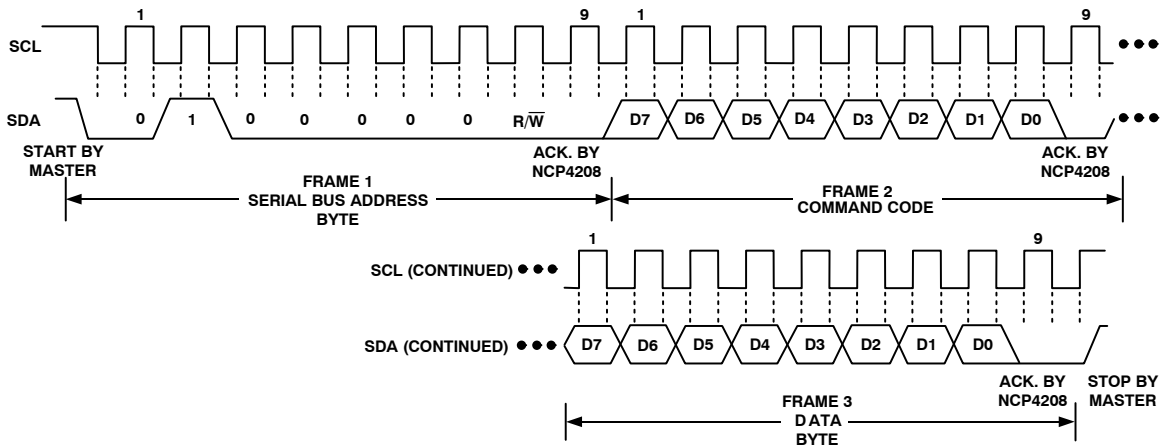 1 9 1 9
SCL
SDA 0 1 0 0 0 0 0 R/W̅ D7 D6 D5 D4 D3 D2 D1 D0
START BY
MASTER
ACK. BY
NCP4208
ACK. BY
NCP4208
FRAME 1
SERIAL BUS ADDRESS
BYTE
FRAME 2
COMMAND CODE
1 9
SCL (CONTINUED)
SDA (CONTINUED) D7 D6 D5 D4 D3 D2 D1 D0
ACK. BY
NCP4208
STOP BY
MASTER
FRAME 3
DATA
BYTE